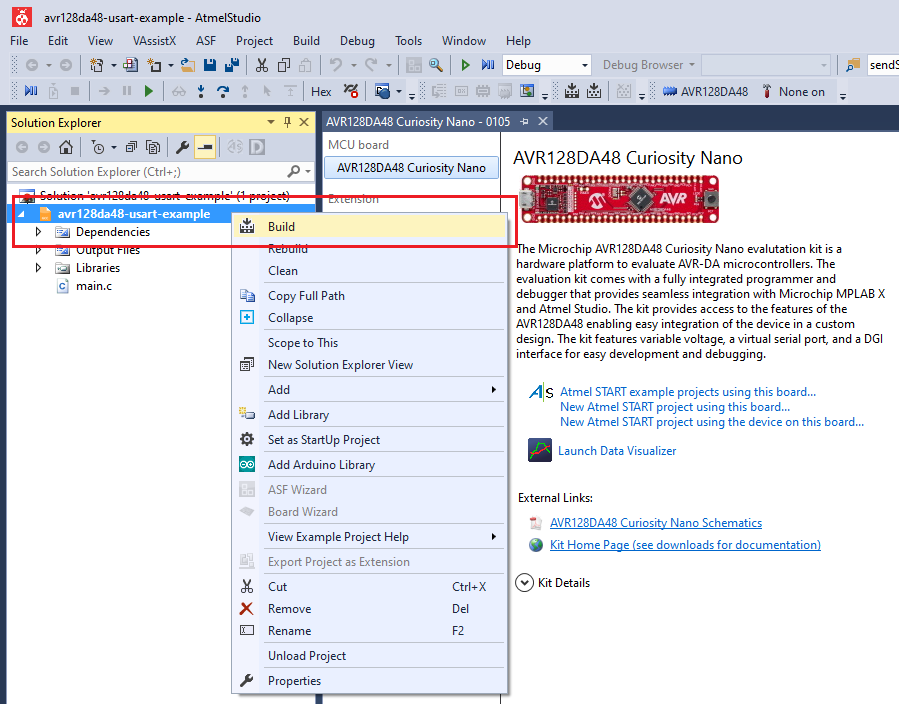 avr128da48-usart-example - AtmelStudio
File Edit View VAssistX ASF Project Build Debug Tools Window Help
Debug Debug Browser sendS
Hex AVR128DA48 None on
Solution Explorer
AVR128DA48 Curiosity Nano - 0105
Search Solution Explorer (Ctrl+;)
Solution 'avr128da48-usart-example' (1 project)
avr128da48-usart-example
Dependencies
Output Files
Libraries
main.c
Build
Rebuild
Clean
Copy Full Path
Collapse
Scope to This
New Solution Explorer View
Add
Add Library
Set as StartUp Project
Add Arduino Library
ASF Wizard
Board Wizard
View Example Project Help
Export Project as Extension
Cut Ctrl+X
Remove Del
Rename F2
Unload Project
Properties
MCU board
AVR128DA48 Curiosity Nano
Extension
AVR128DA48 Curiosity Nano
AVR
The Microchip AVR128DA48 Curiosity Nano evalutation kit is a
hardware platform to evaluate AVR-DA microcontrollers. The
evaluation kit comes with a fully integrated programmer and
debugger that provides seamless integration with Microchip MPLAB X
and Atmel Studio. The kit provides access to the features of the
AVR128DA48 enabling easy integration of the device in a custom
design. The kit features variable voltage, a virtual serial port, and a DGI
interface for easy development and debugging.
Atmel START example projects using this board...
New Atmel START project using this board...
New Atmel START project using the device on this board...
Launch Data Visualizer
External Links:
AVR128DA48 Curiosity Nano Schematics
Kit Home Page (see downloads for documentation)
Kit Details